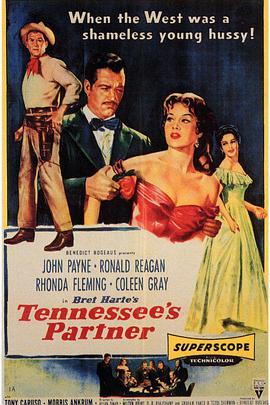 When the West was a
shameless young hussy!
BENEDICT BOGEAUS presents
JOHN PAYNE · RONALD REAGAN
RHONDA FLEMING · COLEEN GRAY
in Bret Harte's
Tennessee's
Partner
SUPERSCOPE
TECHNICOLOR
with TONY CARUSO · MORRIS ANKRUM